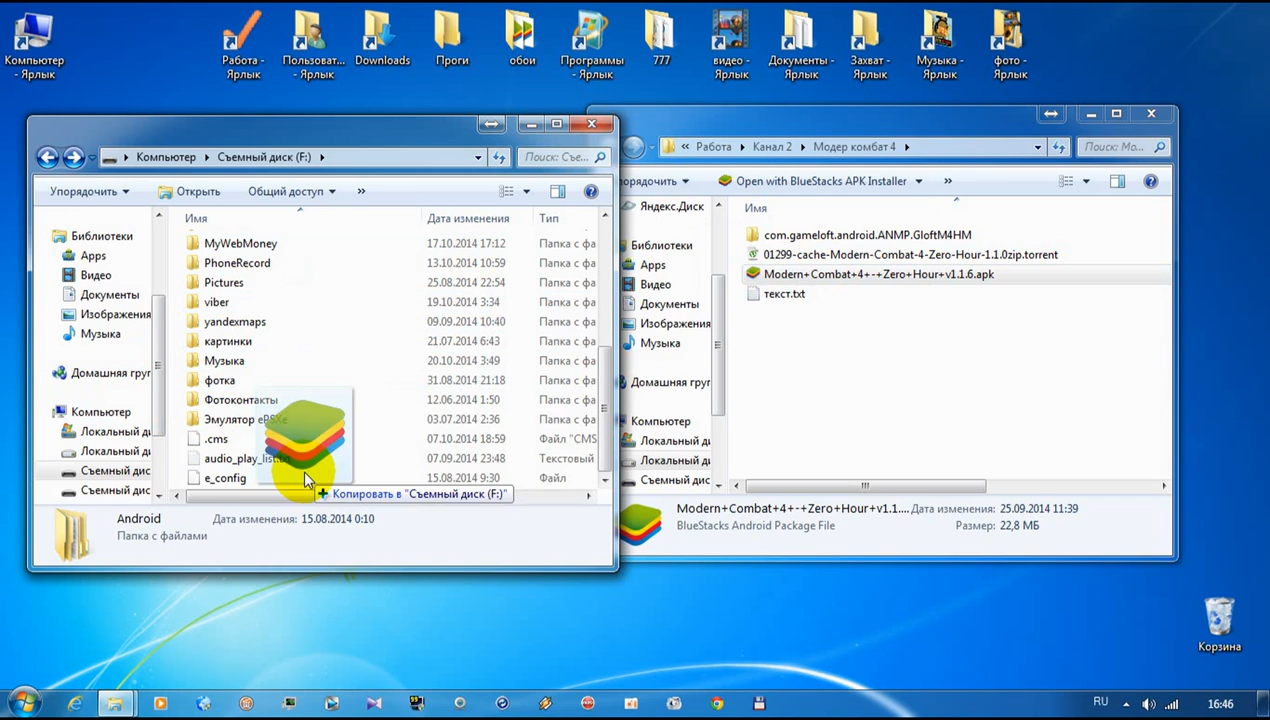 Компьютер - Ярлык
Работа - Ярлык
Пользоват... - Ярлык
Downloads
Проги
обои
Программы - Ярлык
777
видео - Ярлык
Документы - Ярлык
Захват - Ярлык
Музыка - Ярлык
фото - Ярлык
Компьютер
Съемный диск (F:)
Поиск: Съе...
Упорядочить
Открыть
Общий доступ
»
Имя
Дата изменения
Тип
Библиотеки
Apps
Видео
Документы
Изображения
Музыка
Домашняя груп
Компьютер
Локальный ди
Локальный ди
Съемный дис
Съемный дис
MyWebMoney 17.10.2014 17:12 Папка с фа
PhoneRecord 13.10.2014 10:59 Папка с фа
Pictures 25.08.2014 22:54 Папка с фа
viber 19.10.2014 3:34 Папка с фа
yandexmaps 09.09.2014 10:40 Папка с фа
картинки 21.07.2014 6:43 Папка с фа
Музыка 20.10.2014 3:49 Папка с фа
фотка 31.08.2014 21:18 Папка с фа
Фотоконтакты 12.06.2014 1:50 Папка с фа
Эмулятор ePSXe 03.07.2014 2:36 Папка с фа
.cms 07.10.2014 18:59 Файл "CMS
audio_play_list.txt 07.09.2014 23:48 Текстовый
e_config 15.08.2014 9:30 Файл
Копировать в "Съемный диск (F:)"
Android Дата изменения: 15.08.2014 0:10
Папка с файлами
« Работа
Канал 2
Модер комбат 4
Поиск: Мо...
порядочить
Open with BlueStacks APK Installer
»
Имя
Яндекс.Диск
Библиотеки
Apps
Видео
Документы
Изображения
Музыка
Домашняя груп
Компьютер
Локальный ди
Локальный ди
Съемный дис
com.gameloft.android.ANMP.GloftM4HM
01299-cache-Modern-Combat-4-Zero-Hour-1.1.0zip.torrent
Modern+Combat+4+-+Zero+Hour+v1.1.6.apk
текст.txt
Modern+Combat+4+-+Zero+Hour+v1.1.... Дата изменения: 25.09.2014 11:39
BlueStacks Android Package File Размер: 22,8 МБ
Корзина
RU
16:46